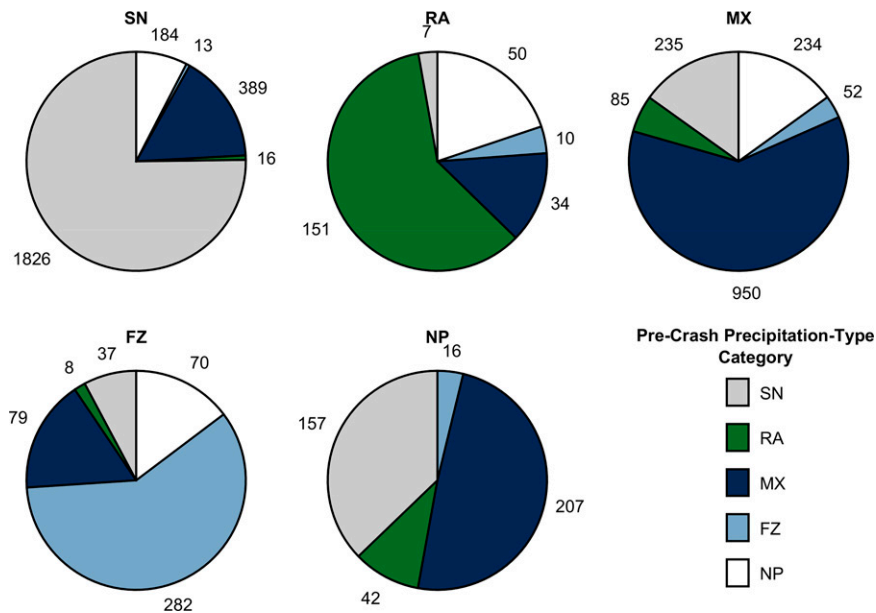 SN
184
13
389
16
1826
RA
7
50
10
34
151
MX
235
234
85
52
950
FZ
37
70
8
79
282
NP
16
157
207
42
Pre-Crash Precipitation-Type
Category
SN
RA
MX
FZ
NP